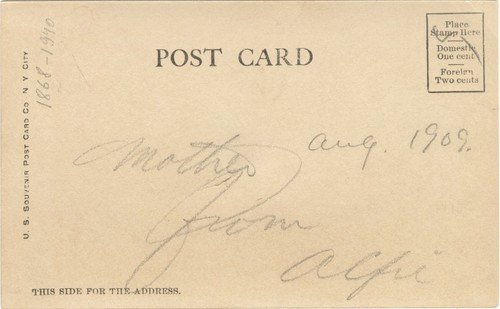 POST CARD
Place
Stamp Here
Domestic
One cent
Foreign
Two cents
1868-1940
U. S. SOUVENIR POST CARD CO. N. Y. CITY
Aug. 1909.
Mother
from
Alfie
THIS SIDE FOR THE ADDRESS.